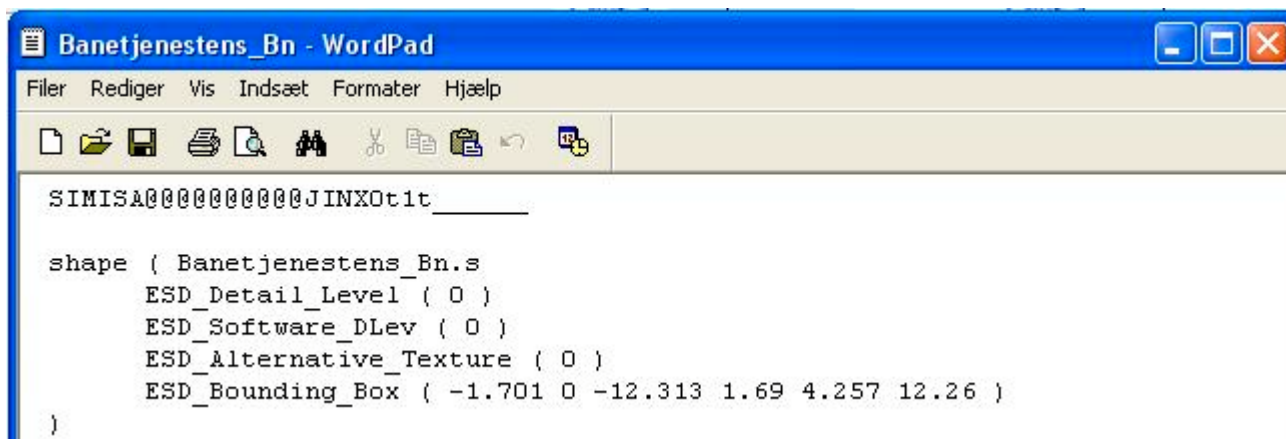 Banetjenestens_Bn - WordPad
Filer Rediger Vis Indsæt Formater Hjælp
SIMISA@@@@@@@@@@JINX0t1t______
shape ( Banetjenestens_Bn.s
ESD_Detail_Level ( 0 )
ESD_Software_DLev ( 0 )
ESD_Alternative_Texture ( 0 )
ESD_Bounding_Box ( -1.701 0 -12.313 1.69 4.257 12.26 )
)